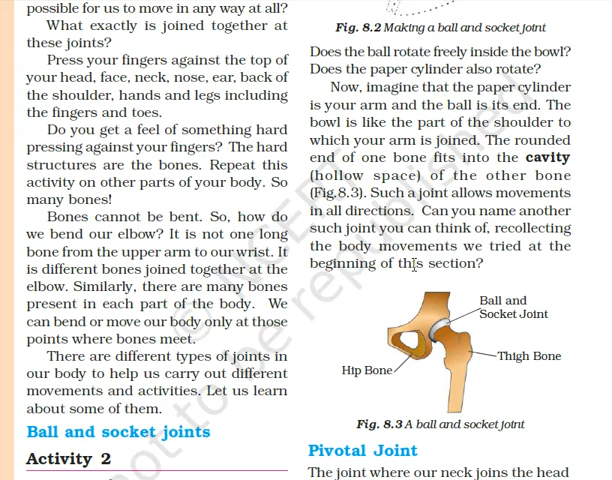 possible for us to move in any way at all?
What exactly is joined together at
these joints?
Press your fingers against the top of
your head, face, neck, nose, ear, back of
the shoulder, hands and legs including
the fingers and toes.
Do you get a feel of something hard
pressing against your fingers? The hard
structures are the bones. Repeat this
activity on other parts of your body. So
many bones!
Bones cannot be bent. So, how do
we bend our elbow? It is not one long
bone from the upper arm to our wrist. It
is different bones joined together at the
elbow. Similarly, there are many bones
present in each part of the body. We
can bend or move our body only at those
points where bones meet.
There are different types of joints in
our body to help us carry out different
movements and activities. Let us learn
about some of them.
Ball and socket joints
Activity 2
Fig. 8.2 Making a ball and socket joint
Does the ball rotate freely inside the bowl?
Does the paper cylinder also rotate?
Now, imagine that the paper cylinder
is your arm and the ball is its end. The
bowl is like the part of the shoulder to
which your arm is joined. The rounded
end of one bone fits into the cavity
(hollow space) of the other bone
(Fig.8.3). Such a joint allows movements
in all directions. Can you name another
such joint you can think of, recollecting
the body movements we tried at the
beginning of this section?
Ball and
Socket Joint
Thigh Bone
Hip Bone
Fig. 8.3 A ball and socket joint
Pivotal Joint
The joint where our neck joins the head
© NCERT
not to be republished